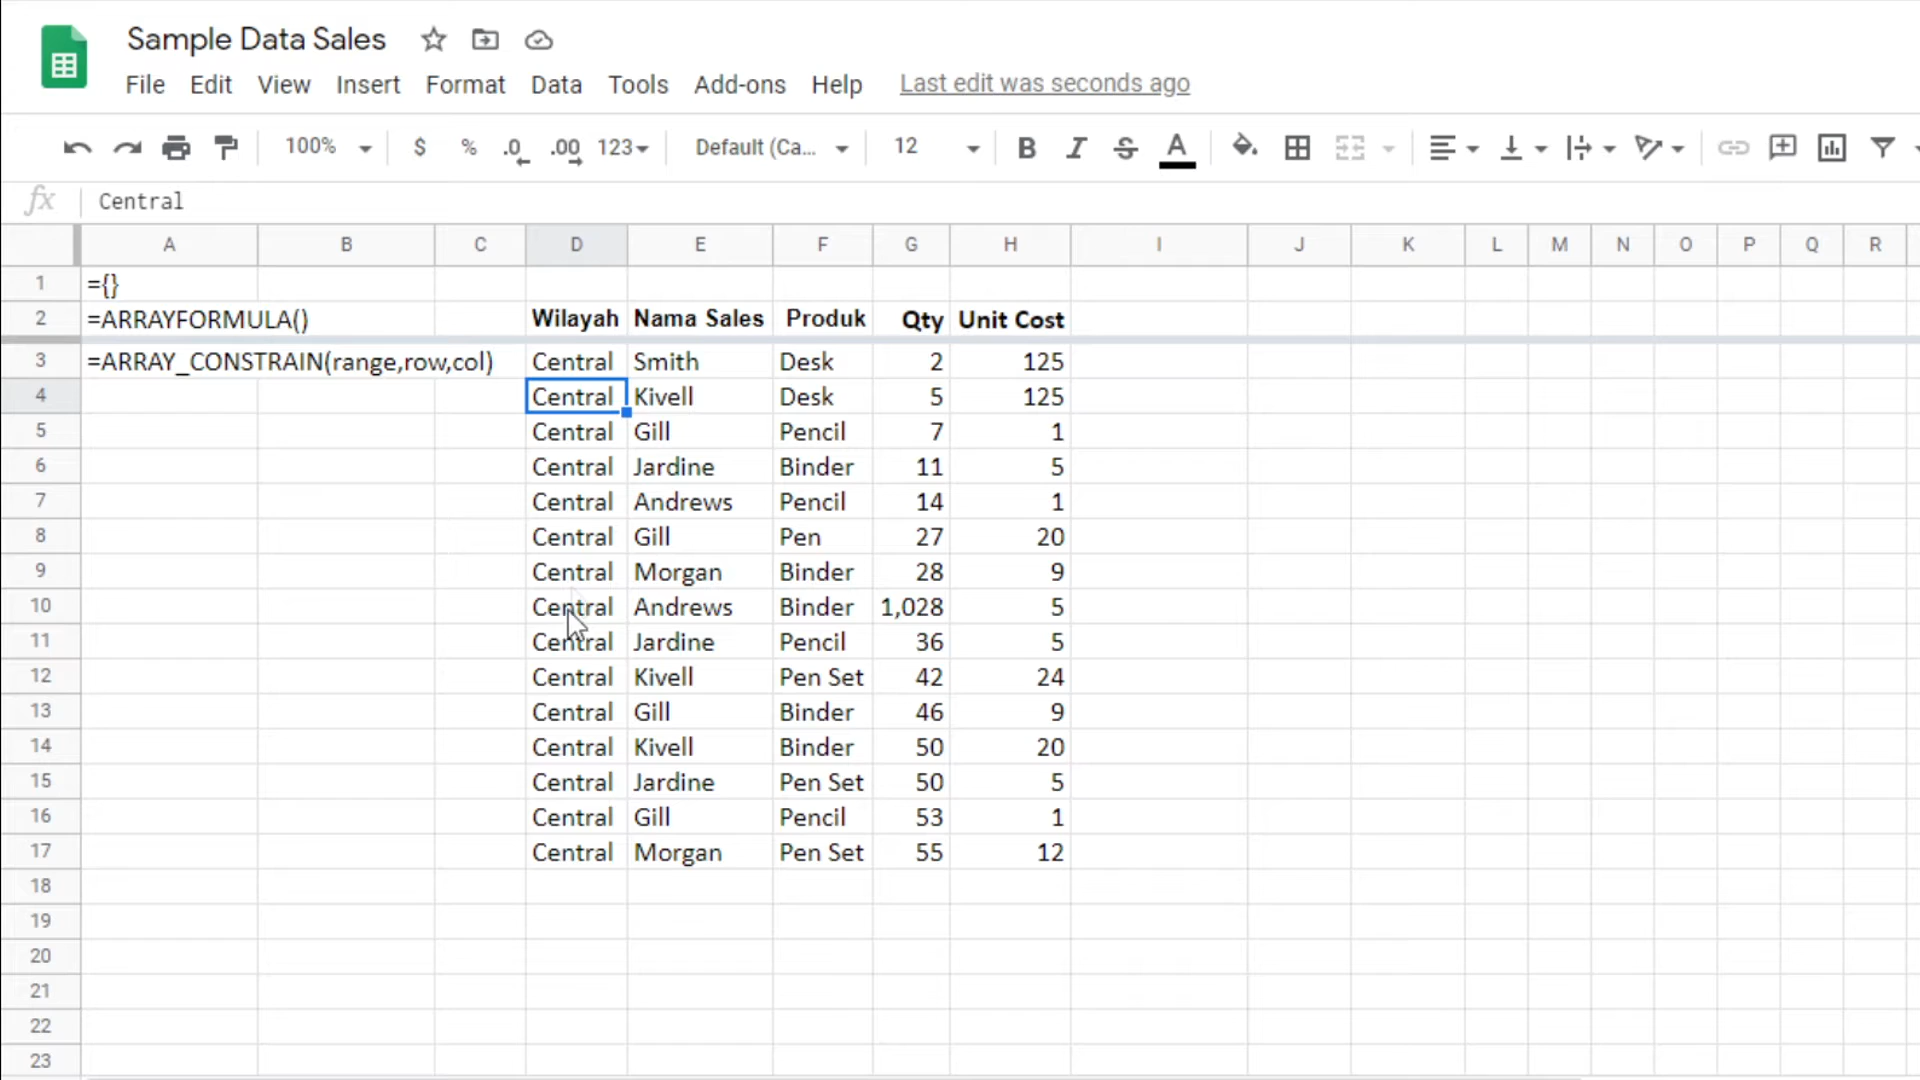 Sample Data Sales
File Edit View Insert Format Data Tools Add-ons Help Last edit was seconds ago
100% $ % .0 .00 123 Default (Ca... 12 B I S A
fx Central
A B C D E F G H I J K L M N O P Q R
1 ={}
2 =ARRAYFORMULA() Wilayah Nama Sales Produk Qty Unit Cost
3 =ARRAY_CONSTRAIN(range,row,col) Central Smith Desk 2 125
4 Central Kivell Desk 5 125
5 Central Gill Pencil 7 1
6 Central Jardine Binder 11 5
7 Central Andrews Pencil 14 1
8 Central Gill Pen 27 20
9 Central Morgan Binder 28 9
10 Central Andrews Binder 1,028 5
11 Central Jardine Pencil 36 5
12 Central Kivell Pen Set 42 24
13 Central Gill Binder 46 9
14 Central Kivell Binder 50 20
15 Central Jardine Pen Set 50 5
16 Central Gill Pencil 53 1
17 Central Morgan Pen Set 55 12
18
19
20
21
22
23